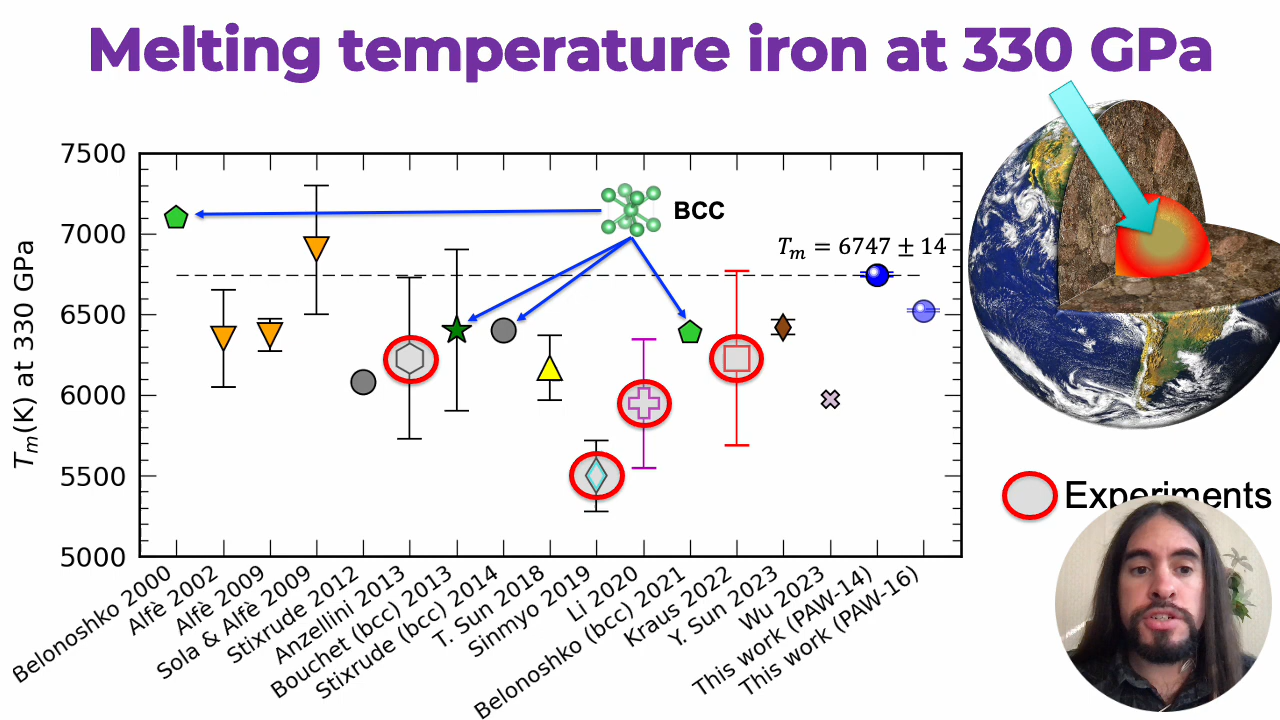 Melting temperature iron at 330 GPa
7500
7000
6500
6000
5500
5000
Tₘ(K) at 330 GPa
BCC
Tₘ = 6747 ± 14
Belonoshko 2000
Alfè 2002
Alfè 2009
Sola & Alfè 2009
Stixrude 2012
Anzellini 2013
Bouchet (bcc) 2013
Stixrude (bcc) 2014
T. Sun 2018
Sinmyo 2019
Li 2020
Belonoshko (bcc) 2021
Kraus 2022
Y. Sun 2023
Wu 2023
This work (PAW-14)
This work (PAW-16)
Experiments